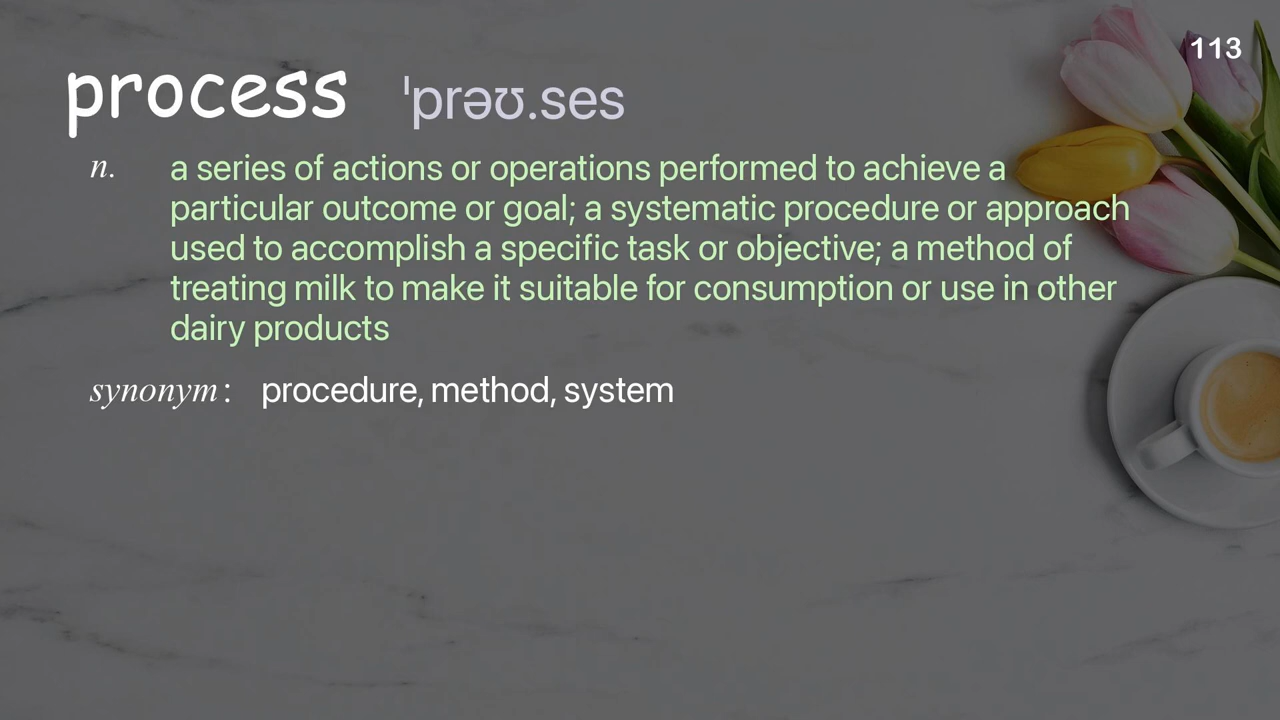 113
process ˈprəʊ.ses
n. a series of actions or operations performed to achieve a
particular outcome or goal; a systematic procedure or approach
used to accomplish a specific task or objective; a method of
treating milk to make it suitable for consumption or use in other
dairy products
synonym: procedure, method, system